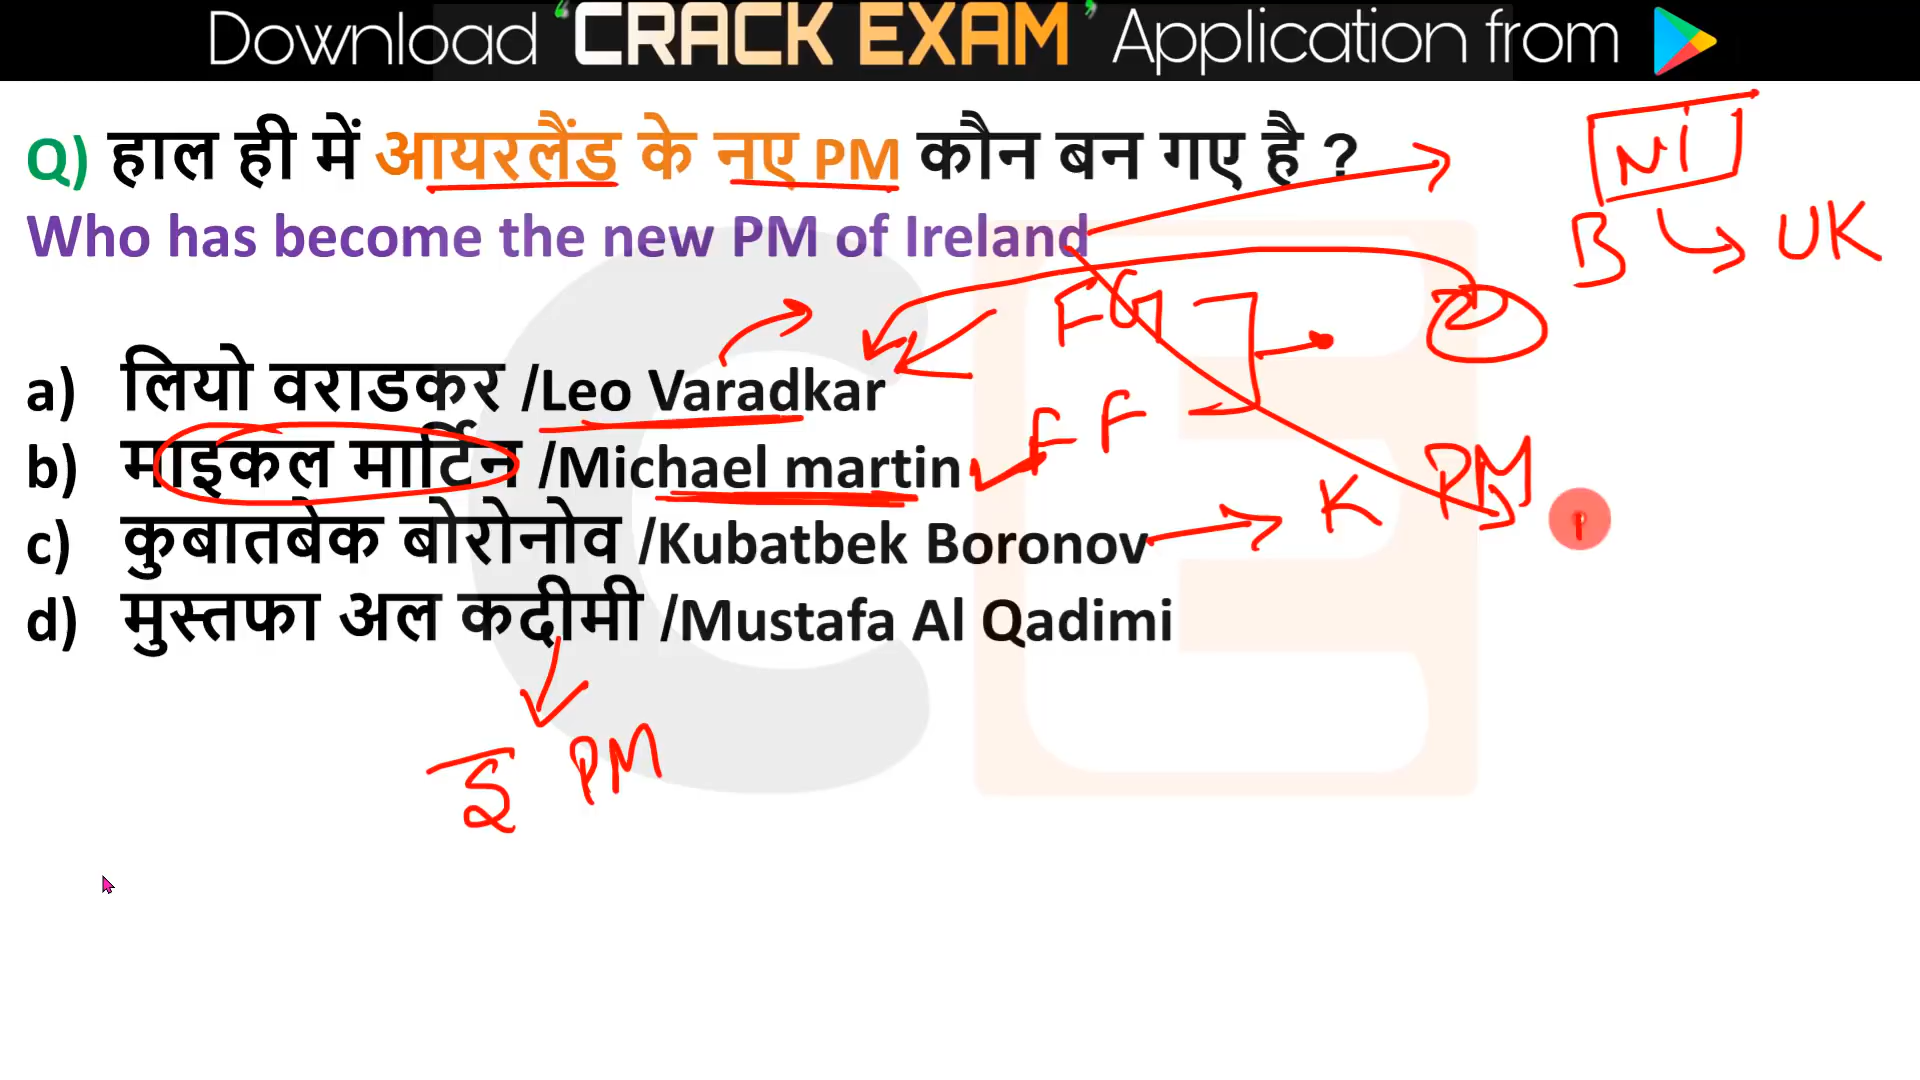 Download ‘CRACK EXAM’ Application from
Q) हाल ही में आयरलैंड के नए PM कौन बन गए है ?
Who has become the new PM of Ireland
Ni
B UK
FG
a) लियो वराडकर /Leo Varadkar
FF
b) माइकल मार्टिन /Michael martin
PM
K
c) कुबातबेक बोरोनोव /Kubatbek Boronov
d) मुस्तफा अल कदीमी /Mustafa Al Qadimi
इ PM